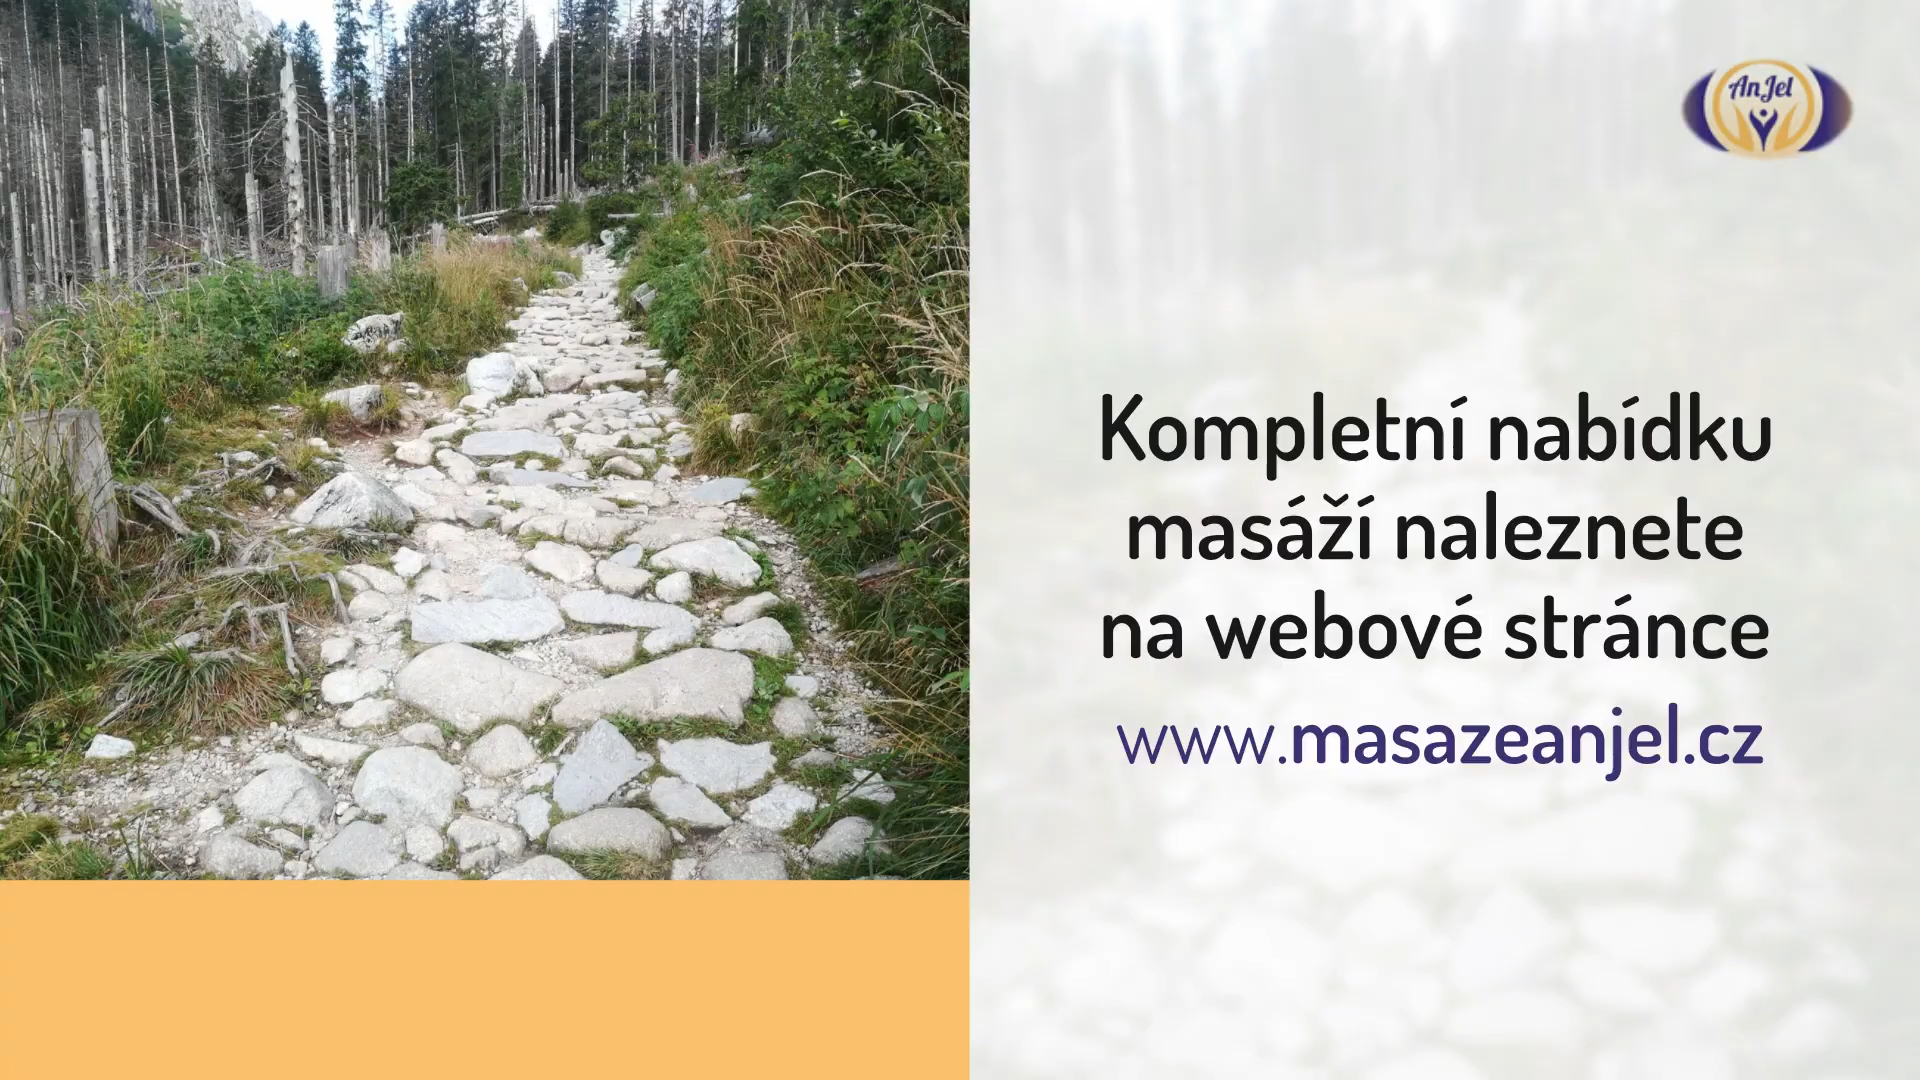 AnJel
Kompletní nabídku
masáží naleznete
na webové stránce
www.masazeanjel.cz